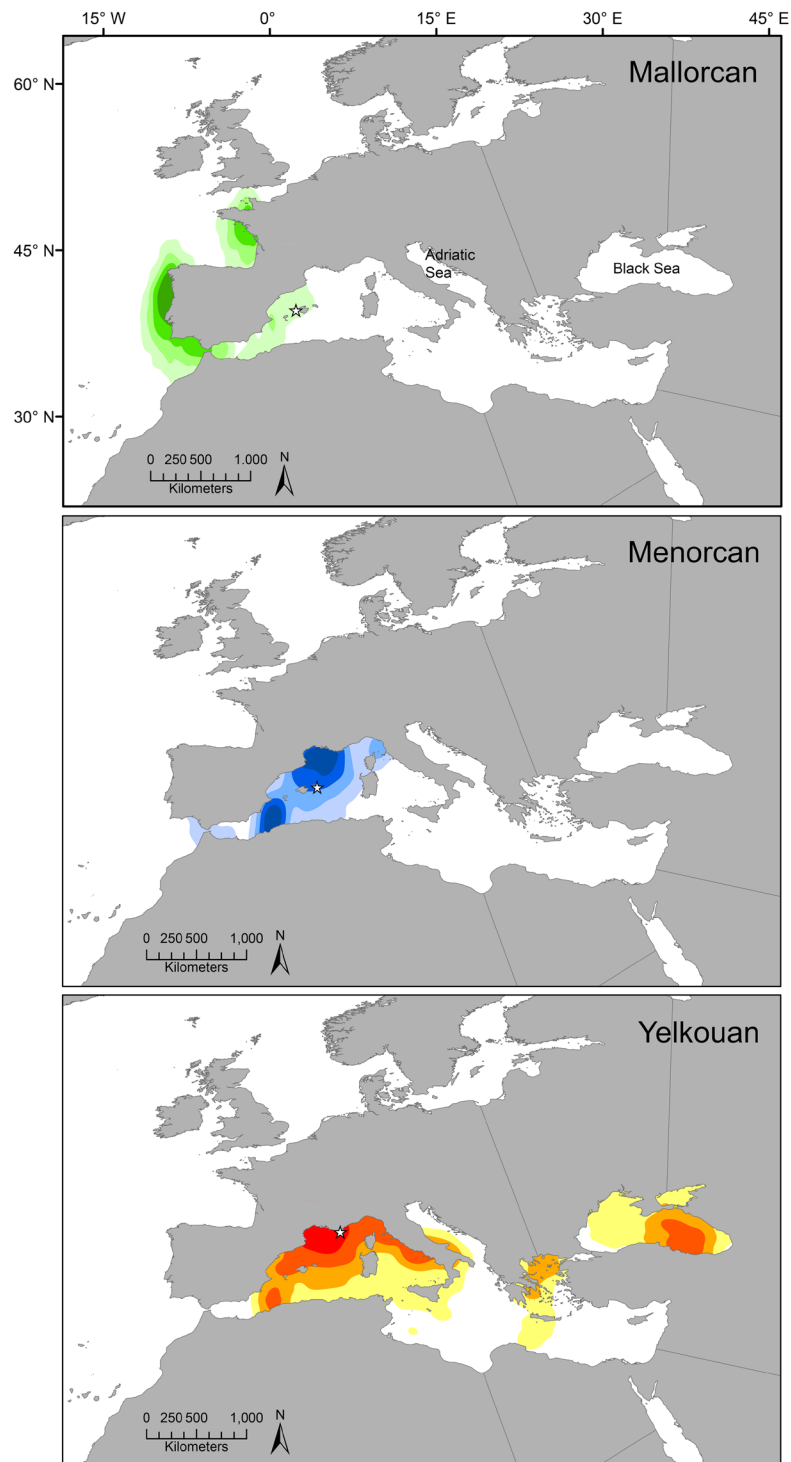 15° W 0° 15° E 30° E 45° E
60° N
Mallorcan
45° N
Adriatic
Sea
Black Sea
30° N
0 250 500 1.000
Kilometers
N
Menorcan
0 250 500 1,000
Kilometers
N
Yelkouan
0 250 500 1,000
Kilometers
N